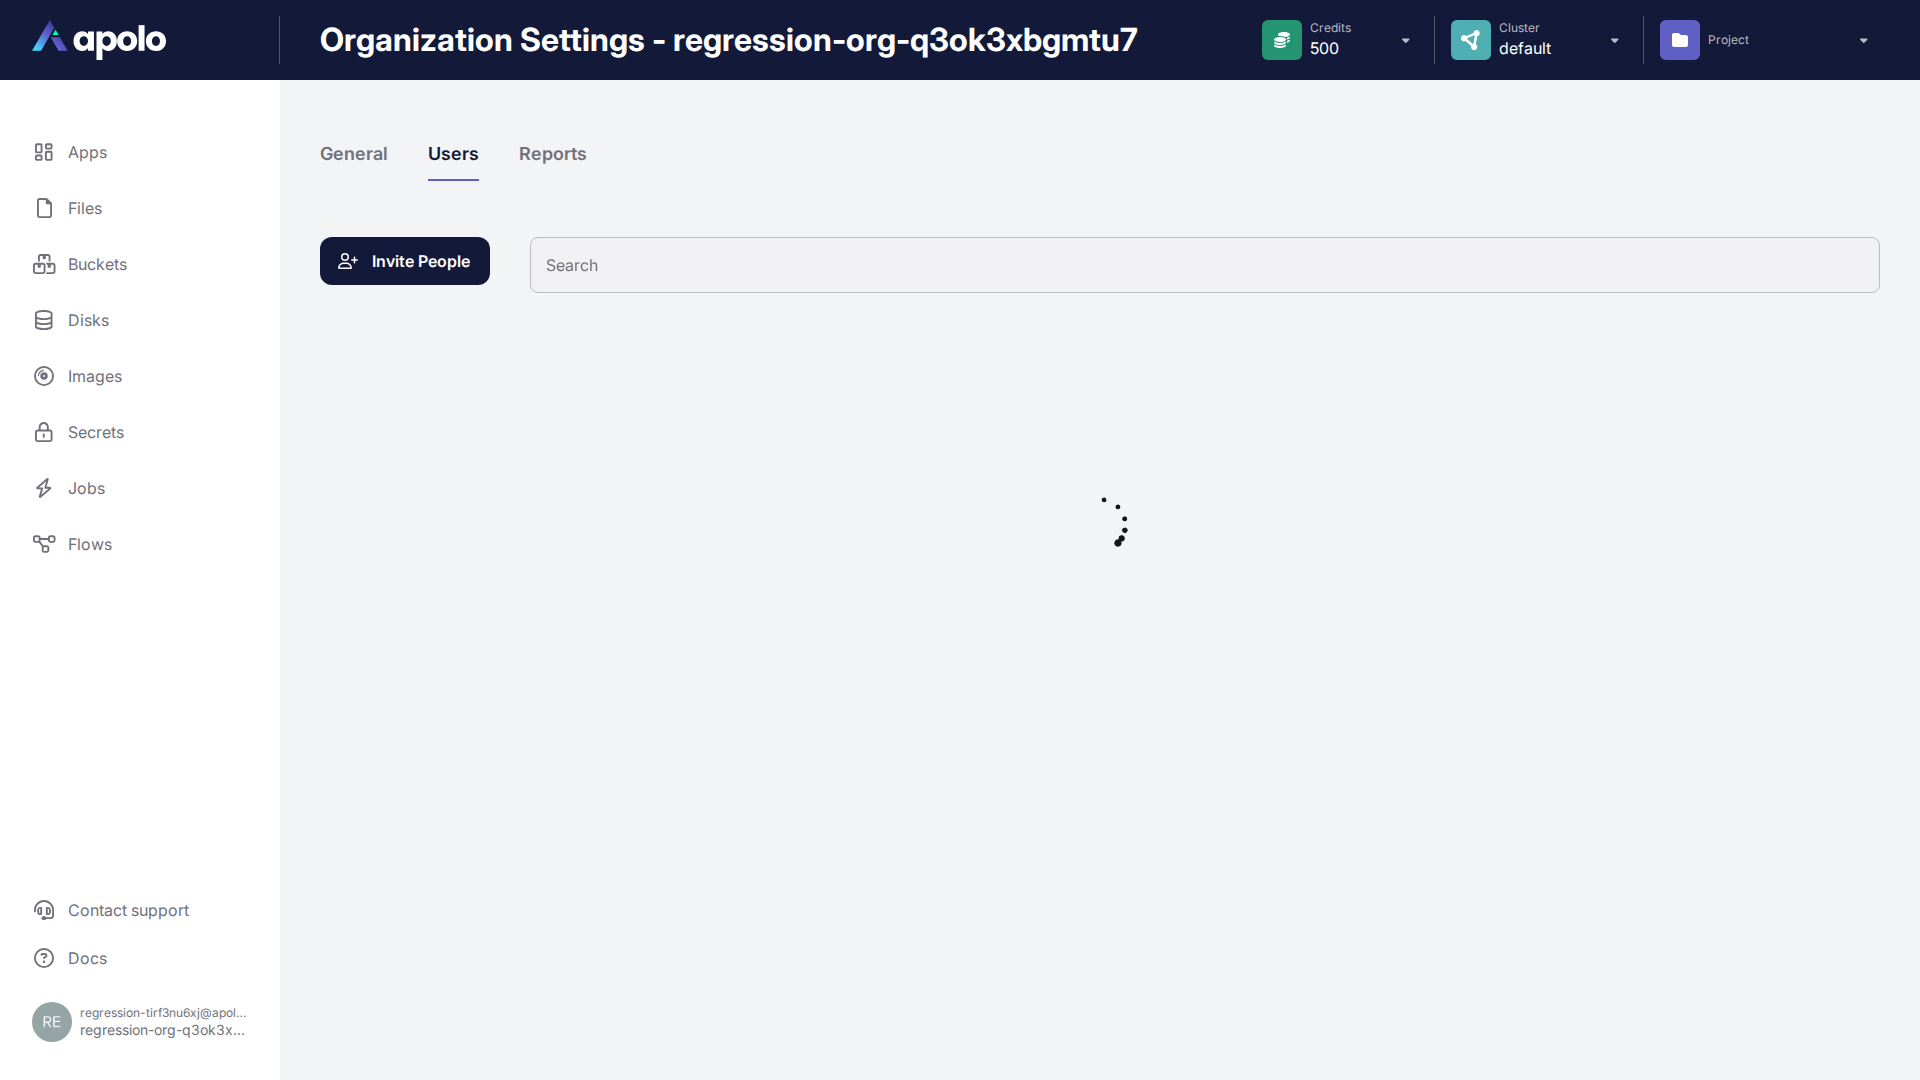 apolo
Organization Settings - regression-org-q3ok3xbgmtu7
Credits
500
Cluster
default
Project
Apps
Files
Buckets
Disks
Images
Secrets
Jobs
Flows
General
Users
Reports
Invite People
Search
Contact support
Docs
RE
regression-tirf3nu6xj@apol...
regression-org-q3ok3x...